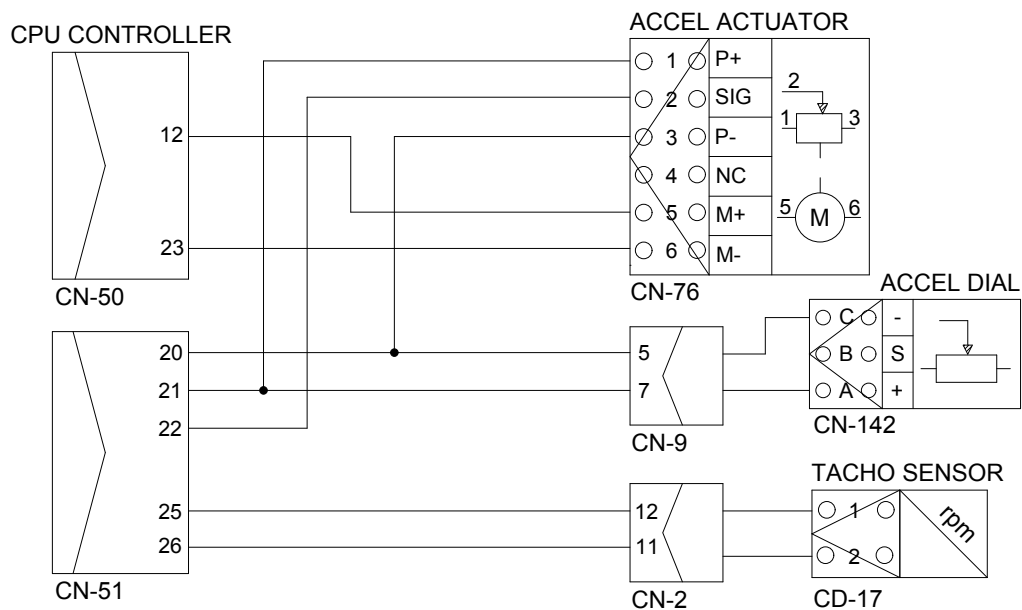 CPU CONTROLLER
12
23
CN-50
20
21
22
25
26
CN-51
ACCEL ACTUATOR
1 P+
2 SIG
3 P-
4 NC
5 M+
6 M-
2
1 3
5 M 6
CN-76
5
7
CN-9
ACCEL DIAL
C -
B S
A +
CN-142
12
11
CN-2
TACHO SENSOR
1
2
rpm
CD-17